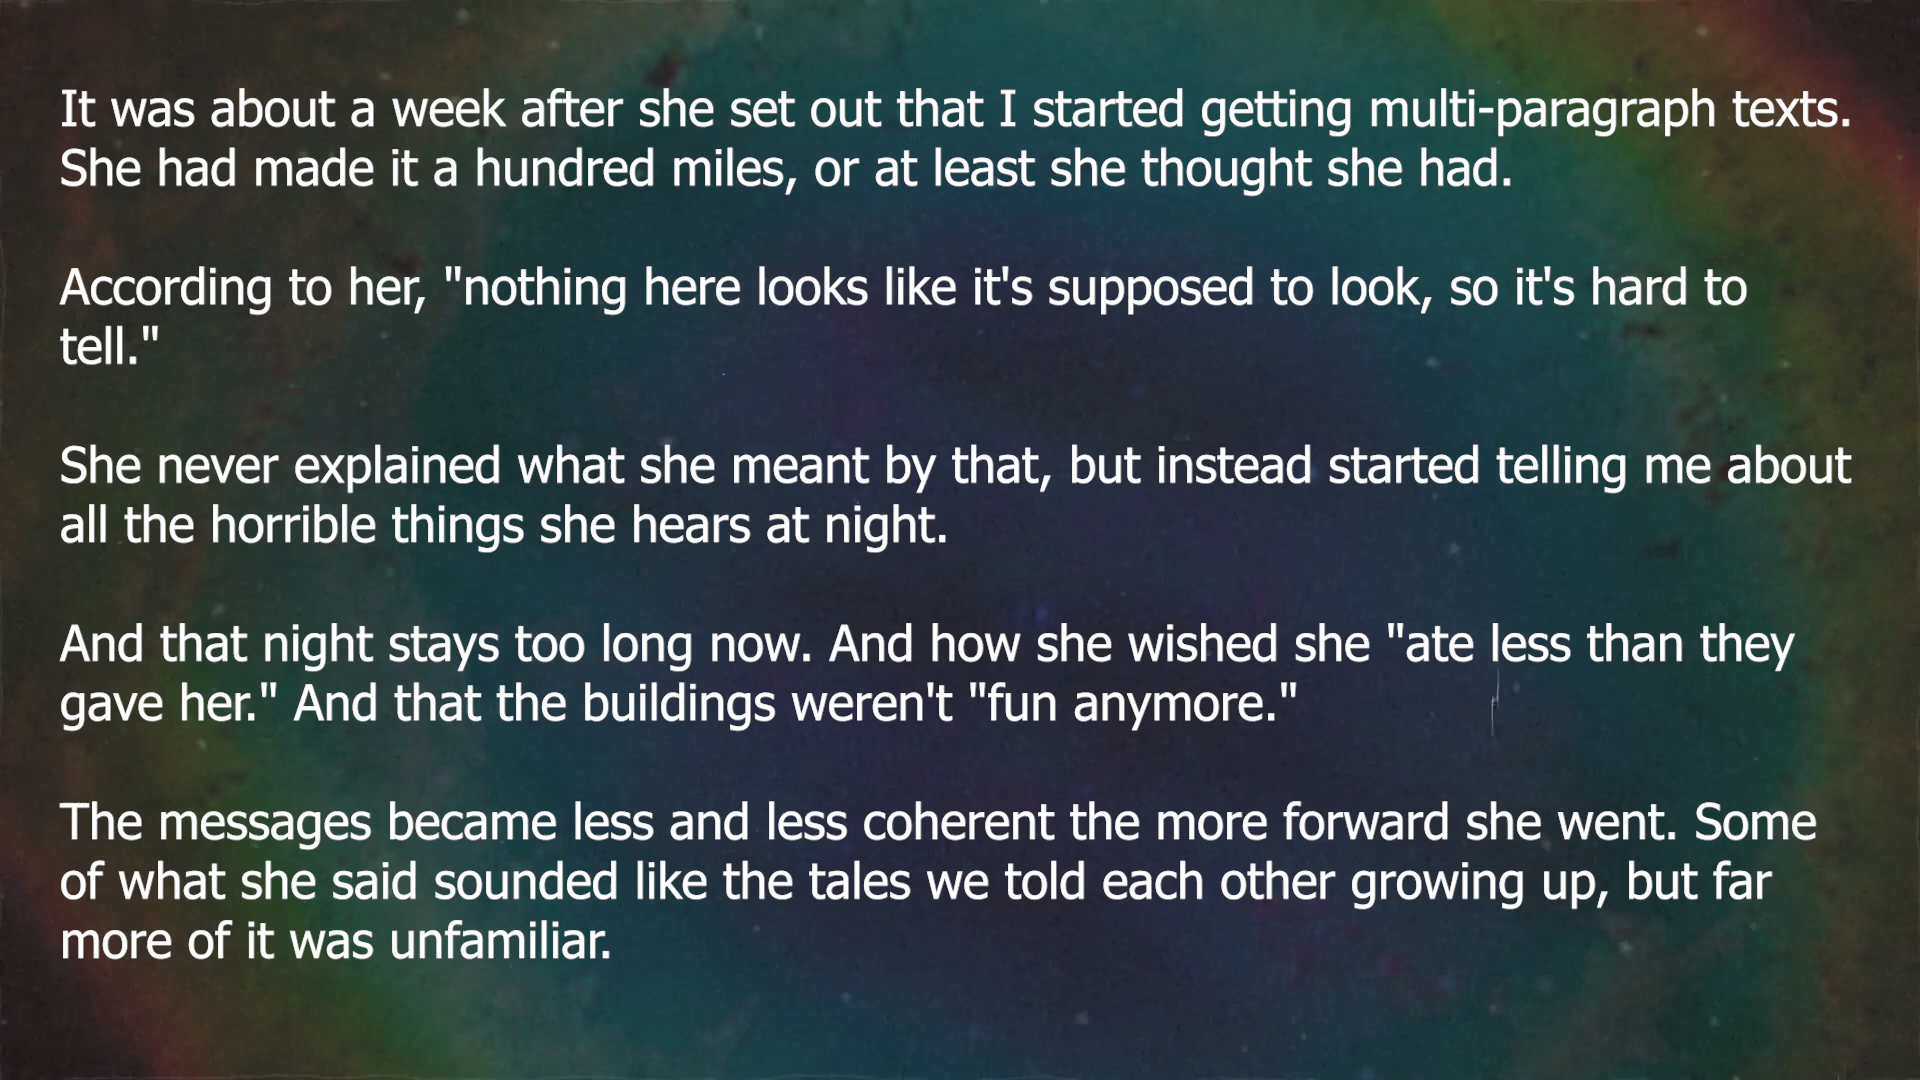 It was about a week after she set out that I started getting multi-paragraph texts.
She had made it a hundred miles, or at least she thought she had.
According to her, "nothing here looks like it's supposed to look, so it's hard to
tell."
She never explained what she meant by that, but instead started telling me about
all the horrible things she hears at night.
And that night stays too long now. And how she wished she "ate less than they
gave her." And that the buildings weren't "fun anymore."
The messages became less and less coherent the more forward she went. Some
of what she said sounded like the tales we told each other growing up, but far
more of it was unfamiliar.